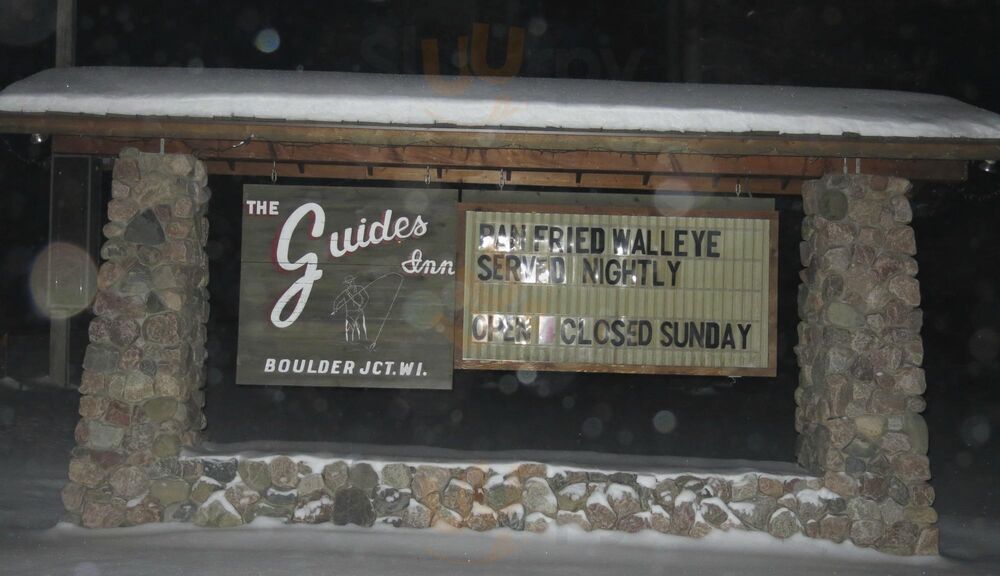 THE
Guides
Inn
BOULDER JCT. WI.
PAN FRIED WALLEYE
SERVED NIGHTLY
OPEN CLOSED SUNDAY